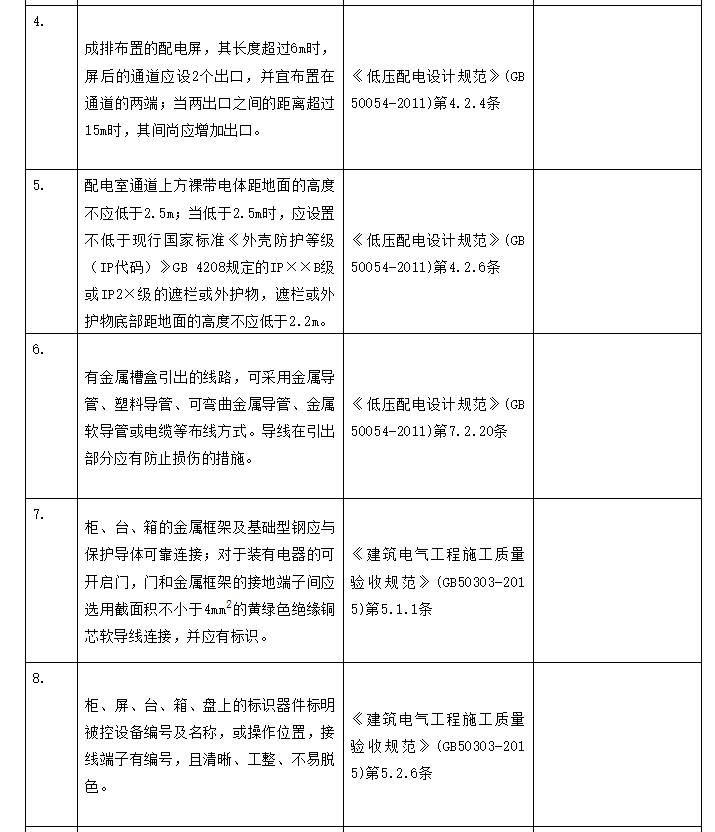 4.
成排布置的配电屏，其长度超过6m时，
屏后的通道应设2个出口，并宜布置在
通道的两端；当两出口之间的距离超过
15m时，其间尚应增加出口。
《低压配电设计规范》(GB
50054-2011)第4.2.4条
5.
配电室通道上方裸带电体距地面的高度
不应低于2.5m；当低于2.5m时，应设置
不低于现行国家标准《外壳防护等级
（IP代码）》GB 4208规定的IP××B级
或IP2×级的遮栏或外护物，遮栏或外
护物底部距地面的高度不应低于2.2m。
《低压配电设计规范》(GB
50054-2011)第4.2.6条
6.
有金属槽盒引出的线路，可采用金属导
管、塑料导管、可弯曲金属导管、金属
软导管或电缆等布线方式。导线在引出
部分应有防止损伤的措施。
《低压配电设计规范》(GB
50054-2011)第7.2.20条
7.
柜、台、箱的金属框架及基础型钢应与
保护导体可靠连接；对于装有电器的可
开启门，门和金属框架的接地端子间应
选用截面积不小于4mm²的黄绿色绝缘铜
芯软导线连接，并应有标识。
《建筑电气工程施工质量
验收规范》(GB50303-201
5)第5.1.1条
8.
柜、屏、台、箱、盘上的标识器件标明
被控设备编号及名称，或操作位置，接
线端子有编号，且清晰、工整、不易脱
色。
《建筑电气工程施工质量
验收规范》(GB50303-201
5)第5.2.6条